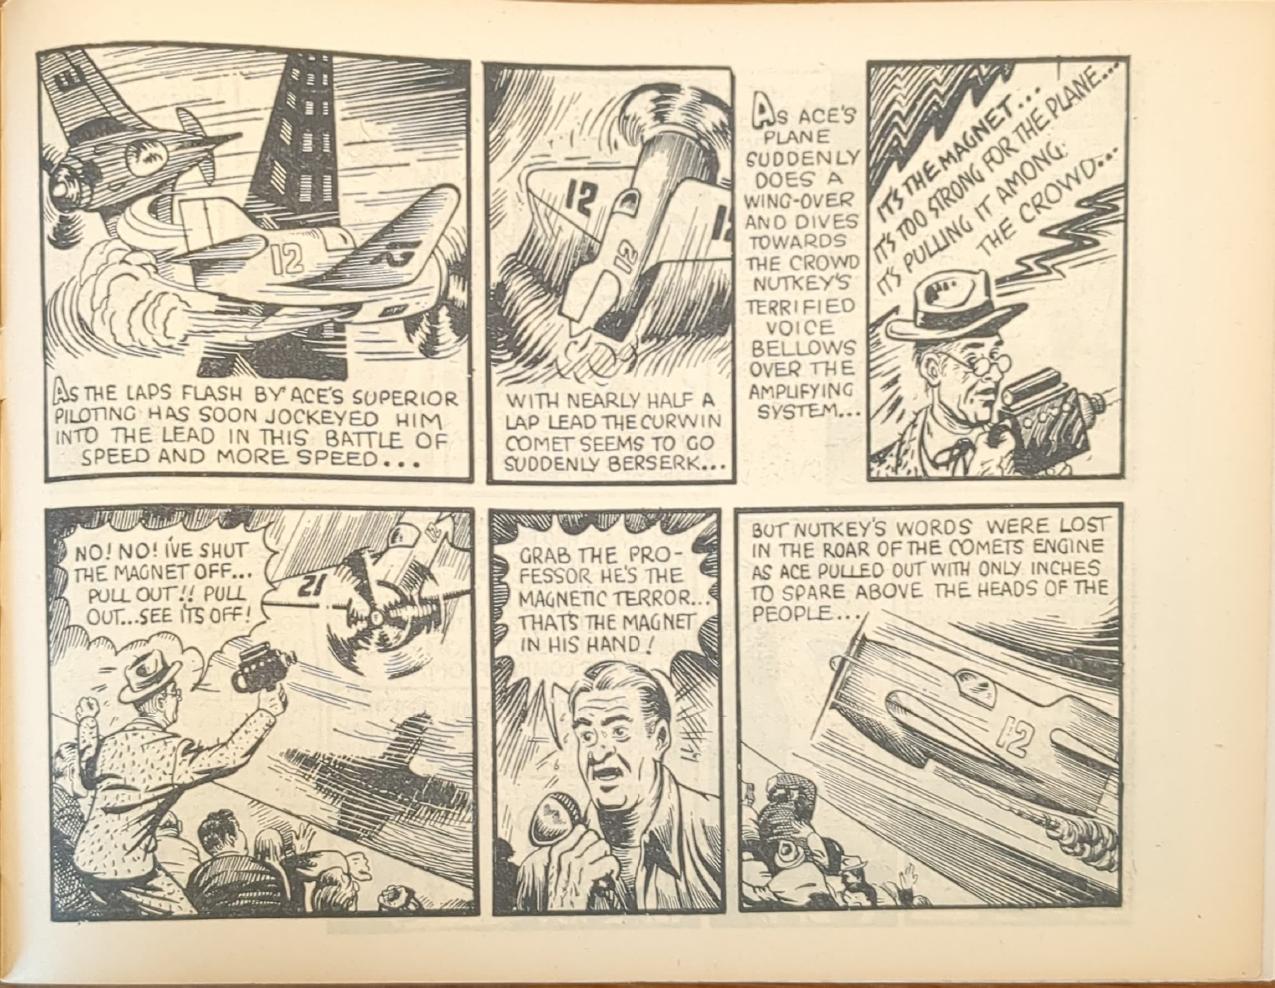 12
12
AS THE LAPS FLASH BY ACE'S SUPERIOR
PILOTING HAS SOON JOCKEYED HIM
INTO THE LEAD IN THIS BATTLE OF
SPEED AND MORE SPEED...
12
12
WITH NEARLY HALF A
LAP LEAD THE CURWIN
COMET SEEMS TO GO
SUDDENLY BERSERK...
AS ACE'S
PLANE
SUDDENLY
DOES A
WING-OVER
AND DIVES
TOWARDS
THE CROWD
NUTKEY'S
TERRIFIED
VOICE
BELLOWS
OVER THE
AMPLIFYING
SYSTEM...
IT'S THE MAGNET...
IT'S TOO STRONG FOR THE PLANE...
IT'S PULLING IT AMONG
THE CROWD...
NO! NO! I'VE SHUT
THE MAGNET OFF...
PULL OUT!! PULL
OUT...SEE ITS OFF!
21
GRAB THE PRO-
FESSOR HE'S THE
MAGNETIC TERROR...
THATS THE MAGNET
IN HIS HAND!
BUT NUTKEY'S WORDS WERE LOST
IN THE ROAR OF THE COMETS ENGINE
AS ACE PULLED OUT WITH ONLY INCHES
TO SPARE ABOVE THE HEADS OF THE
PEOPLE...
12